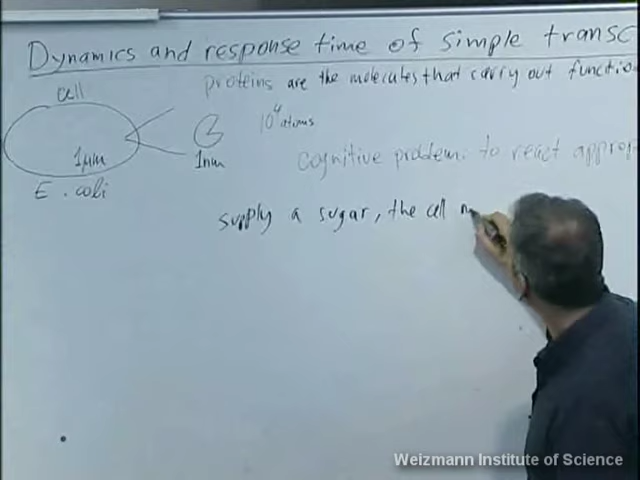 Dynamics and response time of simple transc
proteins are the molecules that carry out functio
cell
10⁴ atoms
1µm
1nm
cognitive problem: to react approp
E. coli
supply a sugar, the cell m
Weizmann Institute of Science